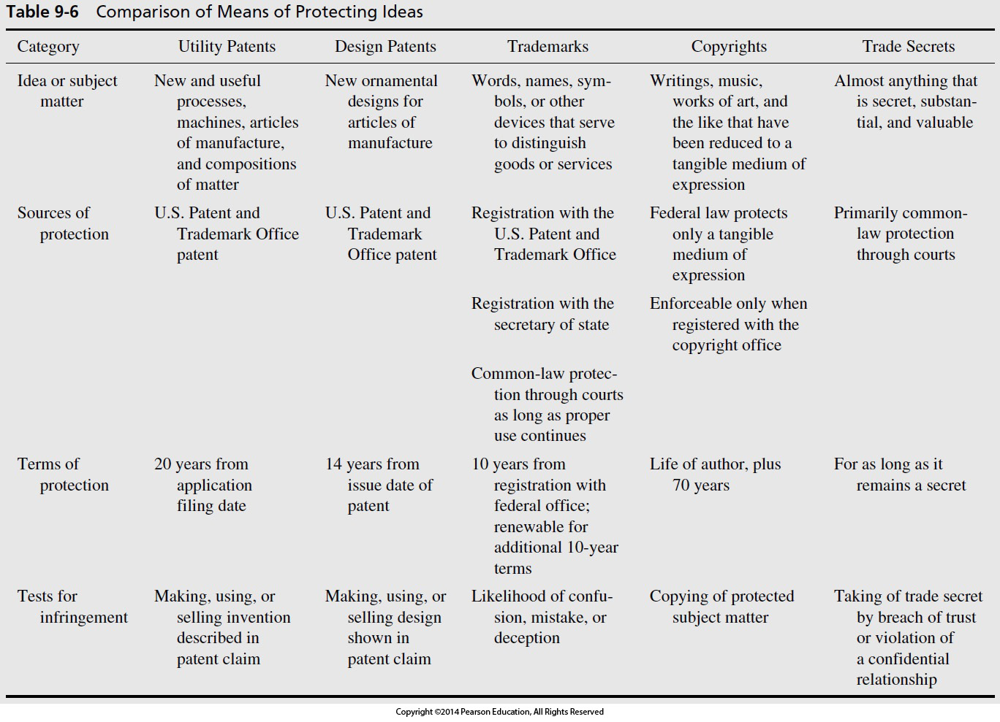 Table 9-6 Comparison of Means of Protecting Ideas
Category Utility Patents Design Patents Trademarks Copyrights Trade Secrets
Idea or subject
matter
New and useful
processes,
machines, articles
of manufacture,
and compositions
of matter
New ornamental
designs for
articles of
manufacture
Words, names, sym-
bols, or other
devices that serve
to distinguish
goods or services
Writings, music,
works of art, and
the like that have
been reduced to a
tangible medium of
expression
Almost anything that
is secret, substan-
tial, and valuable
Sources of
protection
U.S. Patent and
Trademark Office
patent
U.S. Patent and
Trademark
Office patent
Registration with the
U.S. Patent and
Trademark Office
Registration with the
secretary of state
Common-law protec-
tion through courts
as long as proper
use continues
Federal law protects
only a tangible
medium of
expression
Enforceable only when
registered with the
copyright office
Primarily common-
law protection
through courts
Terms of
protection
20 years from
application
filing date
14 years from
issue date of
patent
10 years from
registration with
federal office;
renewable for
additional 10-year
terms
Life of author, plus
70 years
For as long as it
remains a secret
Tests for
infringement
Making, using, or
selling invention
described in
patent claim
Making, using, or
selling design
shown in
patent claim
Likelihood of confu-
sion, mistake, or
deception
Copying of protected
subject matter
Taking of trade secret
by breach of trust
or violation of
a confidential
relationship
Copyright ©2014 Pearson Education, All Rights Reserved